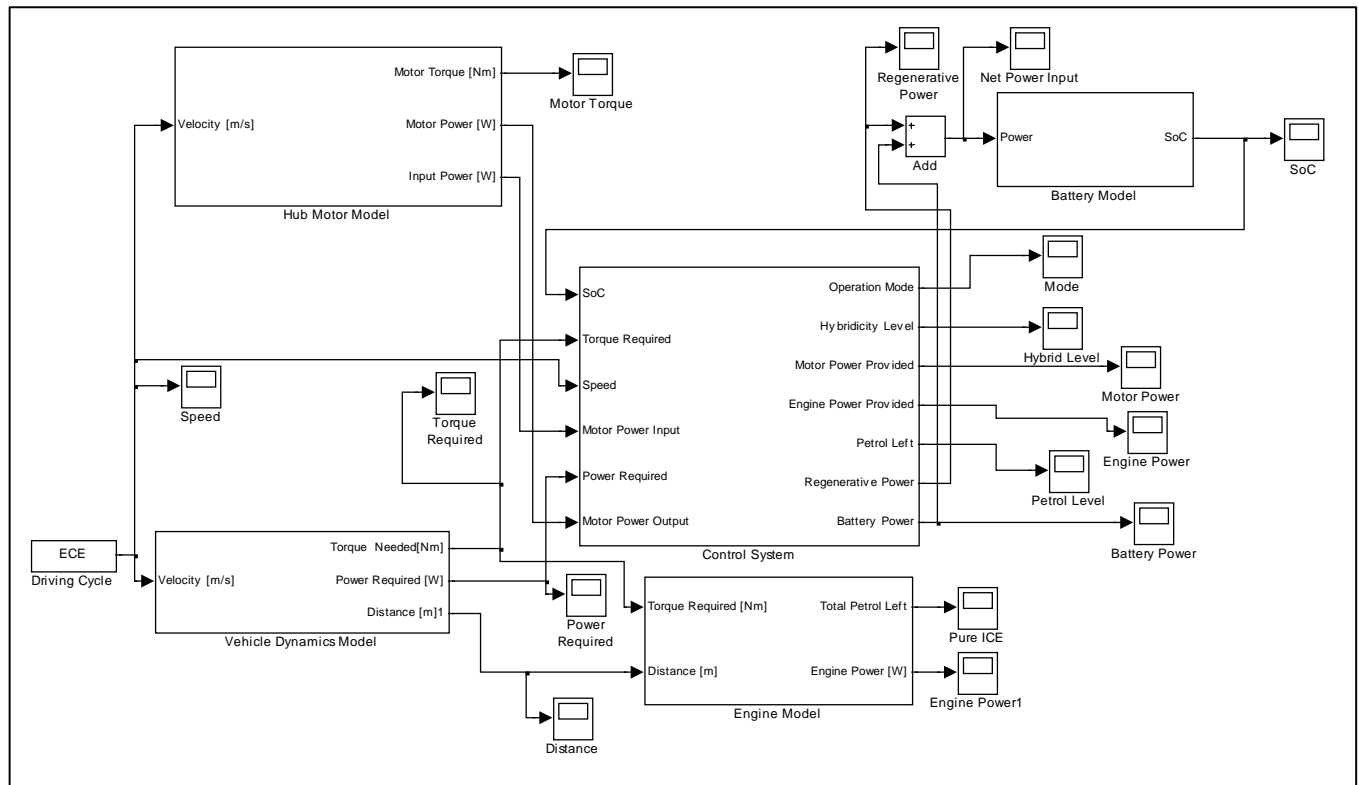 Motor Torque [Nm]
Velocity [m/s]
Motor Power [W]
Input Power [W]
Hub Motor Model
Motor Torque
Regenerative
Power
Net Power Input
+
+
Add
Power
SoC
Battery Model
SoC
SoC
Torque Required
Speed
Motor Power Input
Power Required
Motor Power Output
Operation Mode
Hybridicity Level
Motor Power Provided
Engine Power Provided
Petrol Left
Regenerative Power
Battery Power
Control System
Mode
Hybrid Level
Motor Power
Engine Power
Petrol Level
Battery Power
Speed
Torque
Required
ECE
Driving Cycle
Velocity [m/s]
Torque Needed[Nm]
Power Required [W]
Distance [m]1
Vehicle Dynamics Model
Power
Required
Distance
Torque Required [Nm]
Distance [m]
Total Petrol Left
Engine Power [W]
Engine Model
Pure ICE
Engine Power1